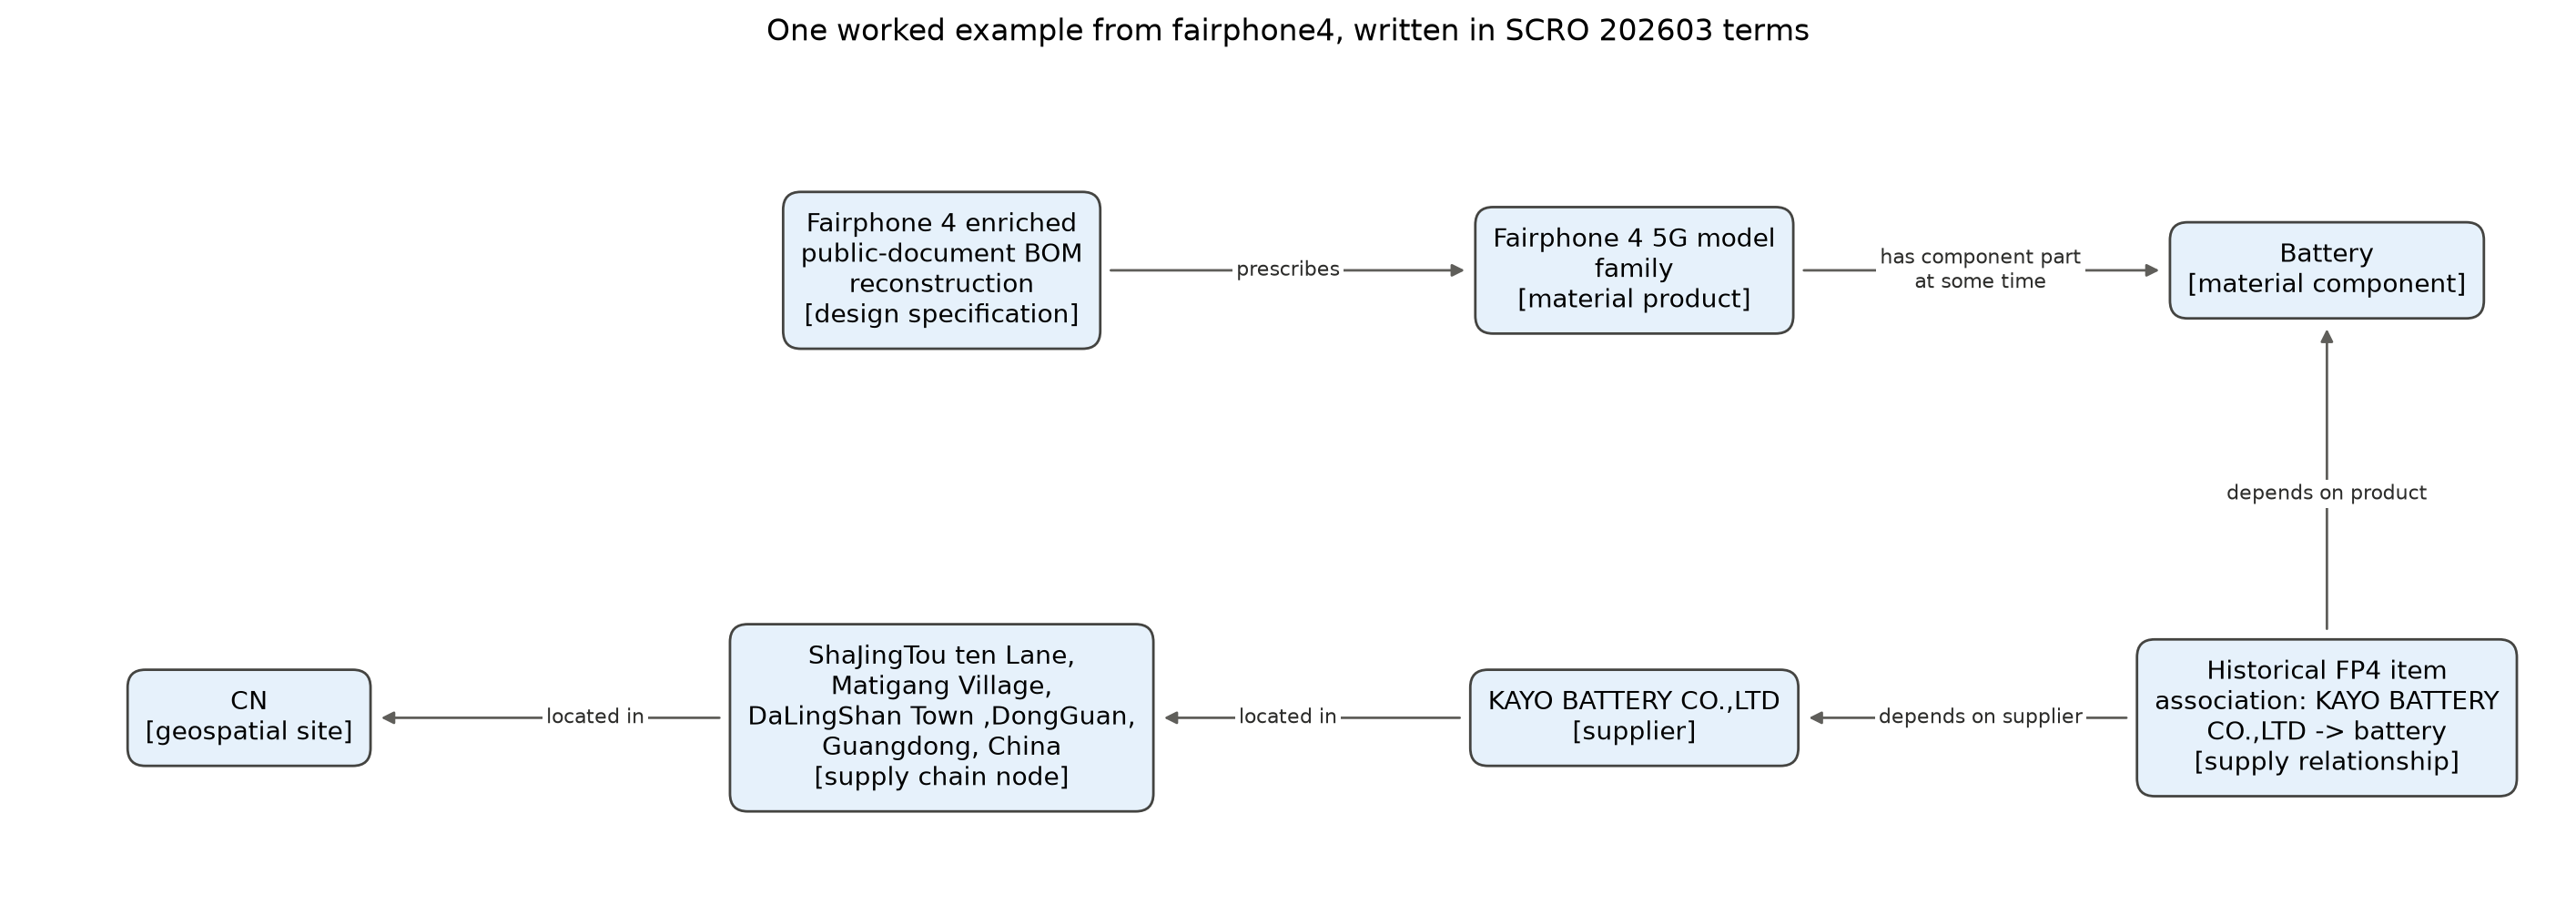 One worked example from fairphone4, written in SCRO 202603 terms
Fairphone 4 enriched
public-document BOM
reconstruction
[design specification]
prescribes
Fairphone 4 5G model
family
[material product]
has component part
at some time
Battery
[material component]
depends on product
CN
[geospatial site]
located in
ShaJingTou ten Lane,
Matigang Village,
DaLingShan Town ,DongGuan,
Guangdong, China
[supply chain node]
located in
KAYO BATTERY CO.,LTD
[supplier]
depends on supplier
Historical FP4 item
association: KAYO BATTERY
CO.,LTD -> battery
[supply relationship]